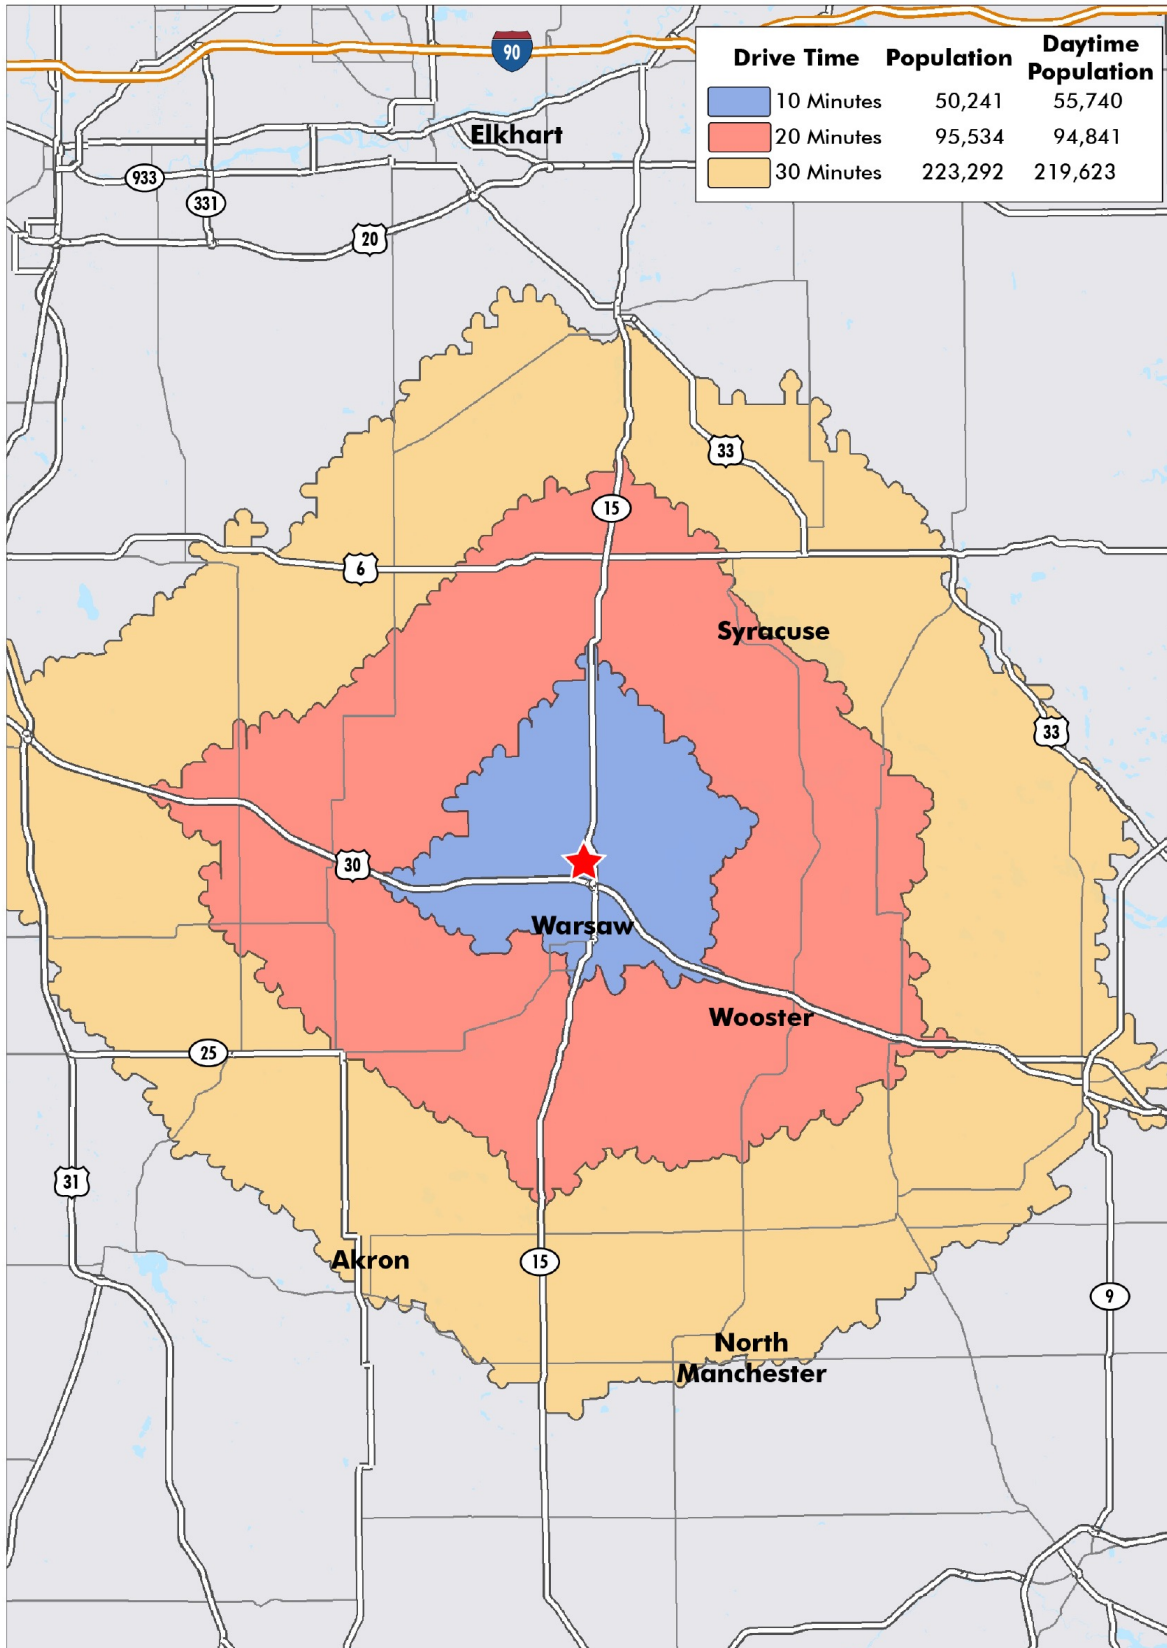 90
Drive Time Population Daytime Population
10 Minutes 50,241 55,740
20 Minutes 95,534 94,841
30 Minutes 223,292 219,623
Elkhart
933
331
20
33
15
6
Syracuse
33
30
Warsaw
Wooster
25
31
Akron
15
9
North
Manchester